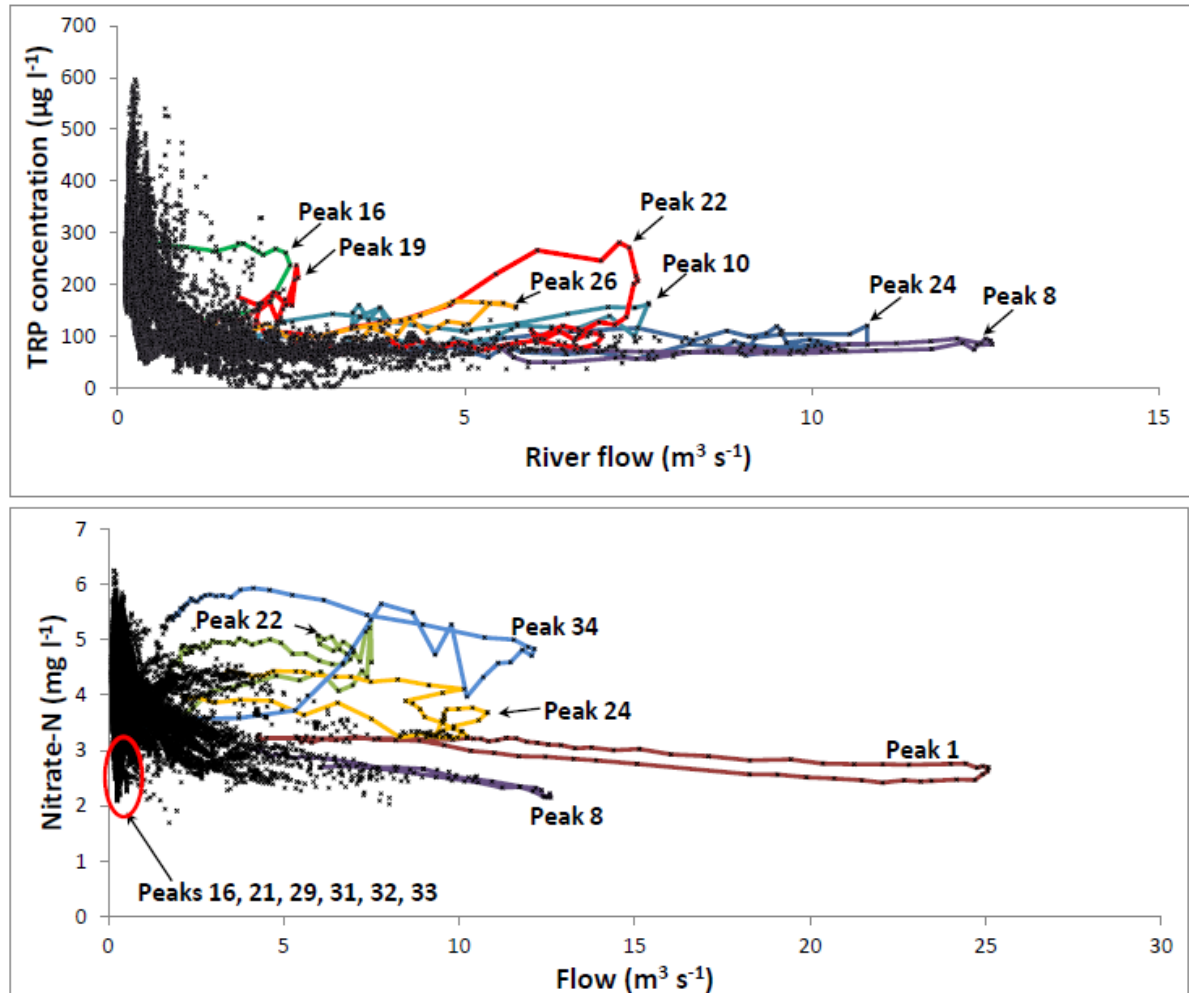 700
600
500
400
300
200
100
0
TRP concentration (µg l⁻¹)
Peak 16
Peak 19
Peak 22
Peak 26
Peak 10
Peak 24
Peak 8
0 5 10 15
River flow (m³ s⁻¹)
7
6
5
4
3
2
1
0
Nitrate-N (mg l⁻¹)
Peak 22
Peak 34
Peak 24
Peak 1
Peak 8
Peaks 16, 21, 29, 31, 32, 33
0 5 10 15 20 25 30
Flow (m³ s⁻¹)